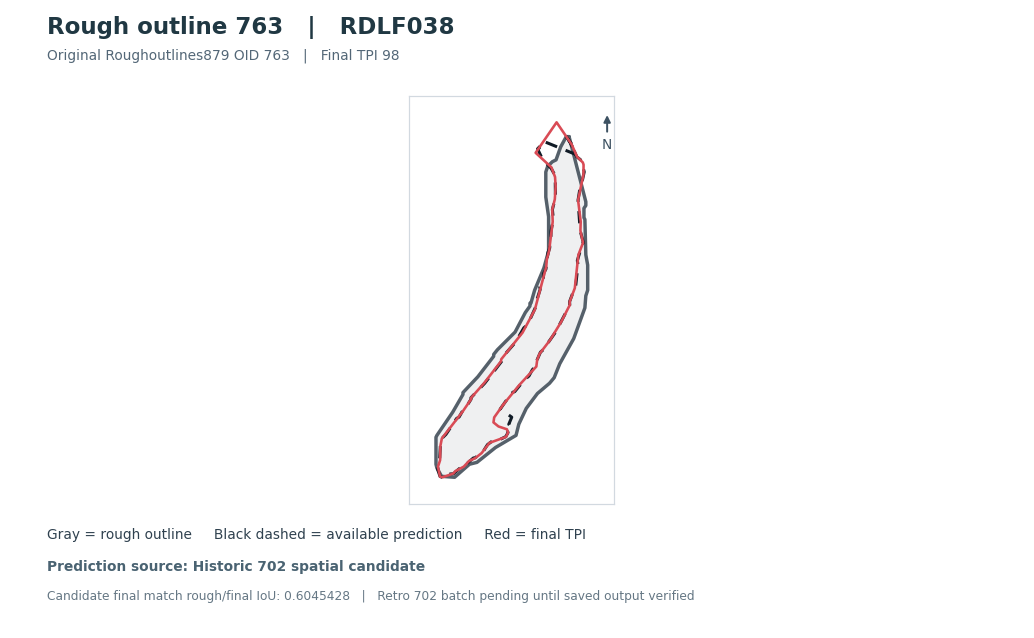 Rough outline 763   |   RDLF038
Original Roughoutlines879 OID 763   |   Final TPI 98
N
Gray = rough outline     Black dashed = available prediction     Red = final TPI
Prediction source: Historic 702 spatial candidate
Candidate final match rough/final IoU: 0.6045428   |   Retro 702 batch pending until saved output verified